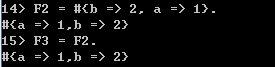 14> F2 = #{b => 2, a => 1}.
#{a => 1,b => 2}
15> F3 = F2.
#{a => 1,b => 2}